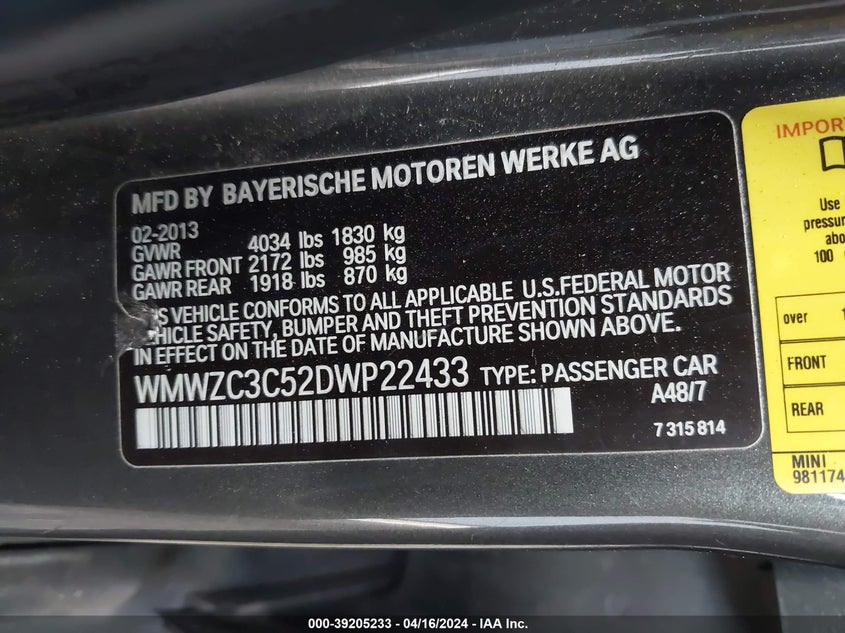 MFD BY BAYERISCHE MOTOREN WERKE AG
02-2013
GVWR 4034 lbs 1830 kg
GAWR FRONT 2172 lbs 985 kg
GAWR REAR 1918 lbs 870 kg
VEHICLE CONFORMS TO ALL APPLICABLE U.S.FEDERAL MOTOR
HICLE SAFETY, BUMPER AND THEFT PREVENTION STANDARDS
IN EFFECT ON THE DATE OF MANUFACTURE SHOWN ABOVE.
WMWZC3C52DWP22433 TYPE: PASSENGER CAR
A48/7
7 315 814
IMPOR
Use
pressu
abo
100
over 1
FRONT
REAR
MINI
981174
000-39205233 - 04/16/2024 - IAA Inc.